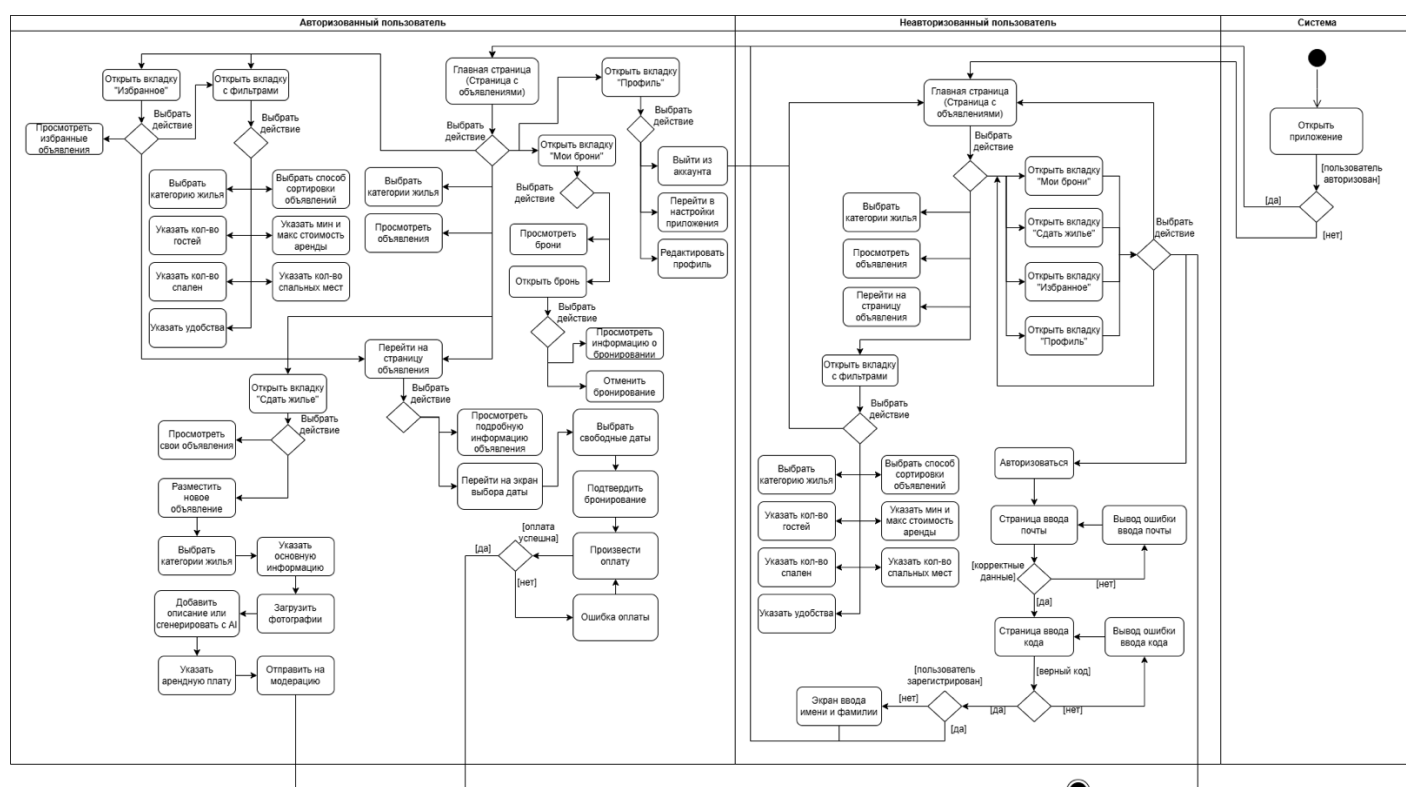 Авторизованный пользователь
Неавторизованный пользователь
Система
Открыть вкладку
"Избранное"
Открыть вкладку
с фильтрами
Главная страница
(Страница с
объявлениями)
Открыть вкладку
"Профиль"
Выбрать
действие
Выбрать
действие
Выбрать
действие
Выбрать
действие
Просмотреть
избранные
объявления
Открыть вкладку
"Мои брони"
Выбрать действие
Выйти из
аккаунта
Перейти в
настройки
приложения
Редактировать
профиль
Выбрать
категорию жилья
Выбрать способ
сортировки
объявлений
Указать кол-во
гостей
Указать мин и
макс стоимость
аренды
Указать кол-во
спален
Указать кол-во
спальных мест
Указать удобства
Выбрать
категории жилья
Просмотреть
объявления
Просмотреть
брони
Открыть бронь
Выбрать
действие
Просмотреть
информацию о
бронировании
Отменить
бронирование
Перейти на
страницу
объявления
Выбрать
действие
Открыть вкладку
"Сдать жилье"
Выбрать
действие
Просмотреть
свои объявления
Просмотреть
подробную
информацию
объявления
Перейти на экран
выбора даты
Выбрать
свободные даты
Подтвердить
бронирование
Произвести
оплату
[оплата
успешна]
[да]
[нет]
Ошибка оплаты
Разместить
новое
объявление
Выбрать
категории жилья
Указать
основную
информацию
Добавить
описание или
сгенерировать с AI
Загрузить
фотографии
Указать
арендную плату
Отправить на
модерацию
Главная страница
(Страница с
объявлениями)
Выбрать
действие
Выбрать
категории жилья
Просмотреть
объявления
Перейти на
страницу
объявления
Открыть вкладку
с фильтрами
Выбрать
действие
Открыть вкладку
"Мои брони"
Открыть вкладку
"Сдать жилье"
Открыть вкладку
"Избранное"
Открыть вкладку
"Профиль"
Выбрать
действие
Выбрать
категорию жилья
Выбрать способ
сортировки
объявлений
Указать кол-во
гостей
Указать мин и
макс стоимость
аренды
Указать кол-во
спален
Указать кол-во
спальных мест
Указать удобства
Авторизоваться
Страница ввода
почты
Вывод ошибки
ввода почты
[корректные
данные]
[нет]
[да]
Страница ввода
кода
Вывод ошибки
ввода кода
[верный код]
[нет]
[да]
[пользователь
зарегистрирован]
[нет]
[да]
Экран ввода
имени и фамилии
Открыть
приложение
[пользователь
авторизован]
[да]
[нет]